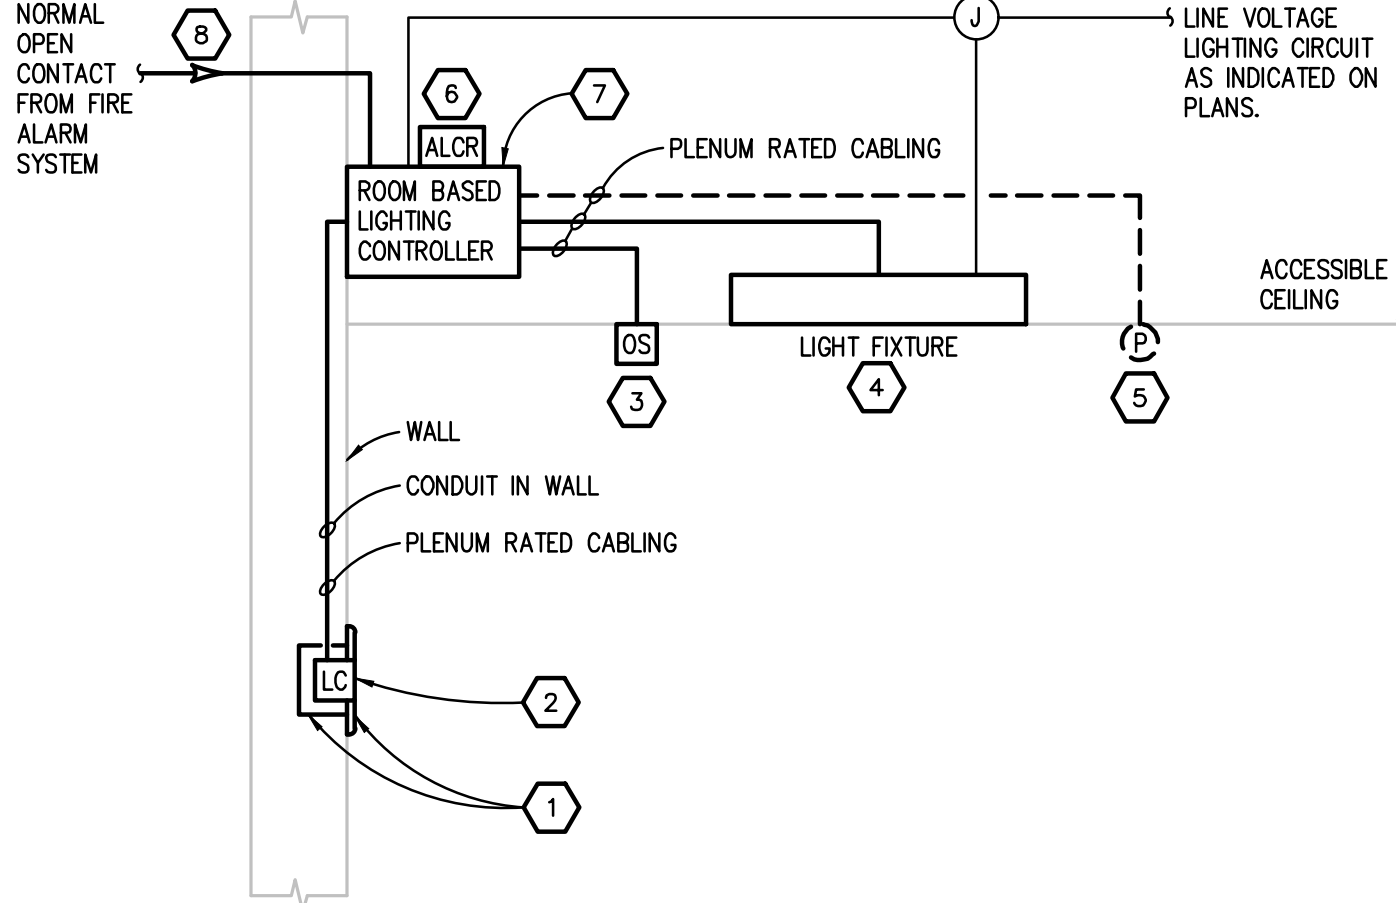 NORMAL
OPEN
CONTACT
FROM FIRE
ALARM
SYSTEM
8
J
LINE VOLTAGE
LIGHTING CIRCUIT
AS INDICATED ON
PLANS.
6
7
ALCR
PLENUM RATED CABLING
ROOM BASED
LIGHTING
CONTROLLER
ACCESSIBLE
CEILING
OS
3
LIGHT FIXTURE
4
P
5
WALL
CONDUIT IN WALL
PLENUM RATED CABLING
LC
2
1